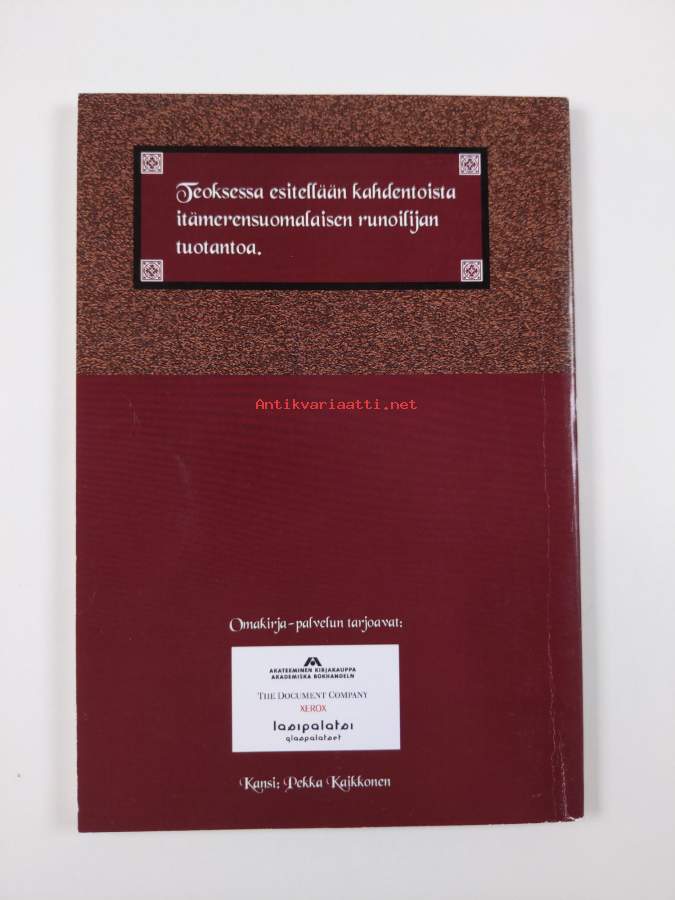 Teoksessa esitellään kahdentoista
itämerensuomalaisen runoilijan
tuotantoa.
Antikvariaatti.net
Omakirja-palvelun tarjoavat:
AKATEEMINEN KIRJAKAUPPA
AKADEMISKA BOKHANDELN
THE DOCUMENT COMPANY
XEROX
lasipalatsi
glaspalatset
Kansi: Pekka Kaikkonen